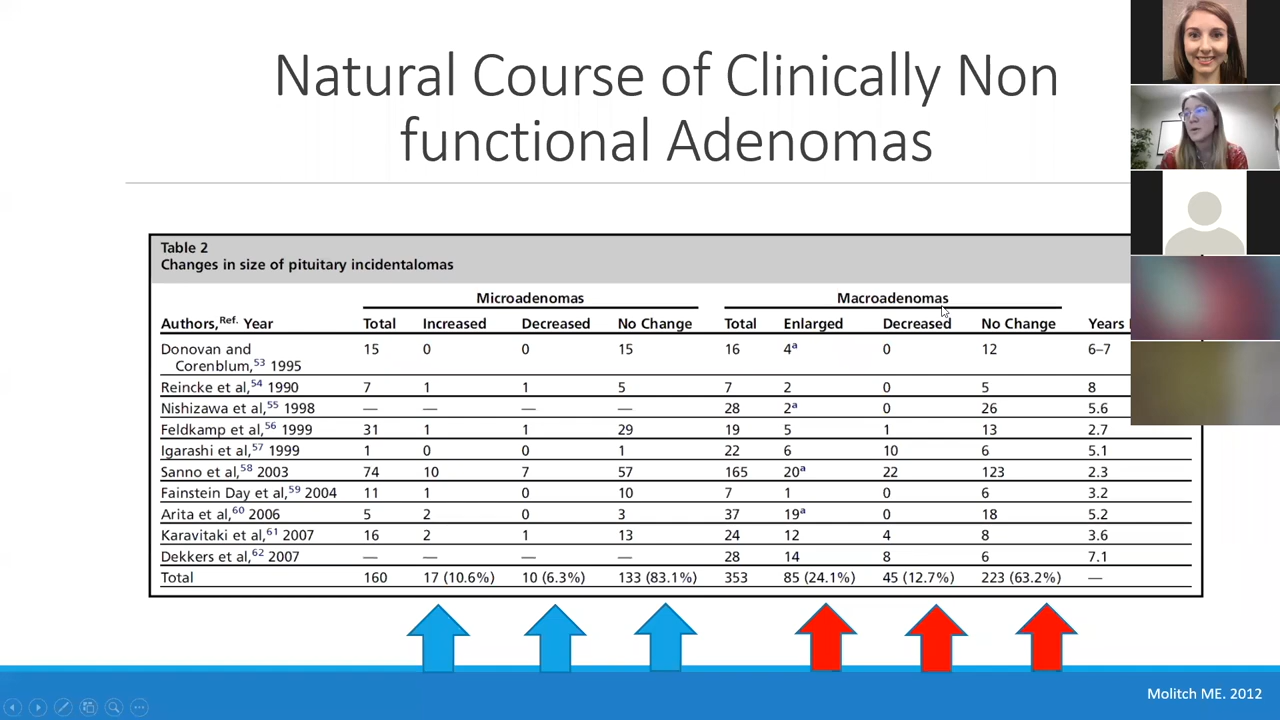 Natural Course of Clinically Non
functional Adenomas
Table 2
Changes in size of pituitary incidentalomas
Microadenomas Macroadenomas
Authors,Ref. Year Total Increased Decreased No Change Total Enlarged Decreased No Change Years
Donovan and 15 0 0 15 16 4a 0 12 6–7
Corenblum,53 1995
Reincke et al,54 1990 7 1 1 5 7 2 0 5 8
Nishizawa et al,55 1998 — — — — 28 2a 0 26 5.6
Feldkamp et al,56 1999 31 1 1 29 19 5 1 13 2.7
Igarashi et al,57 1999 1 0 0 1 22 6 10 6 5.1
Sanno et al,58 2003 74 10 7 57 165 20a 22 123 2.3
Fainstein Day et al,59 2004 11 1 0 10 7 1 0 6 3.2
Arita et al,60 2006 5 2 0 3 37 19a 0 18 5.2
Karavitaki et al,61 2007 16 2 1 13 24 12 4 8 3.6
Dekkers et al,62 2007 — — — — 28 14 8 6 7.1
Total 160 17 (10.6%) 10 (6.3%) 133 (83.1%) 353 85 (24.1%) 45 (12.7%) 223 (63.2%) —
Molitch ME. 2012